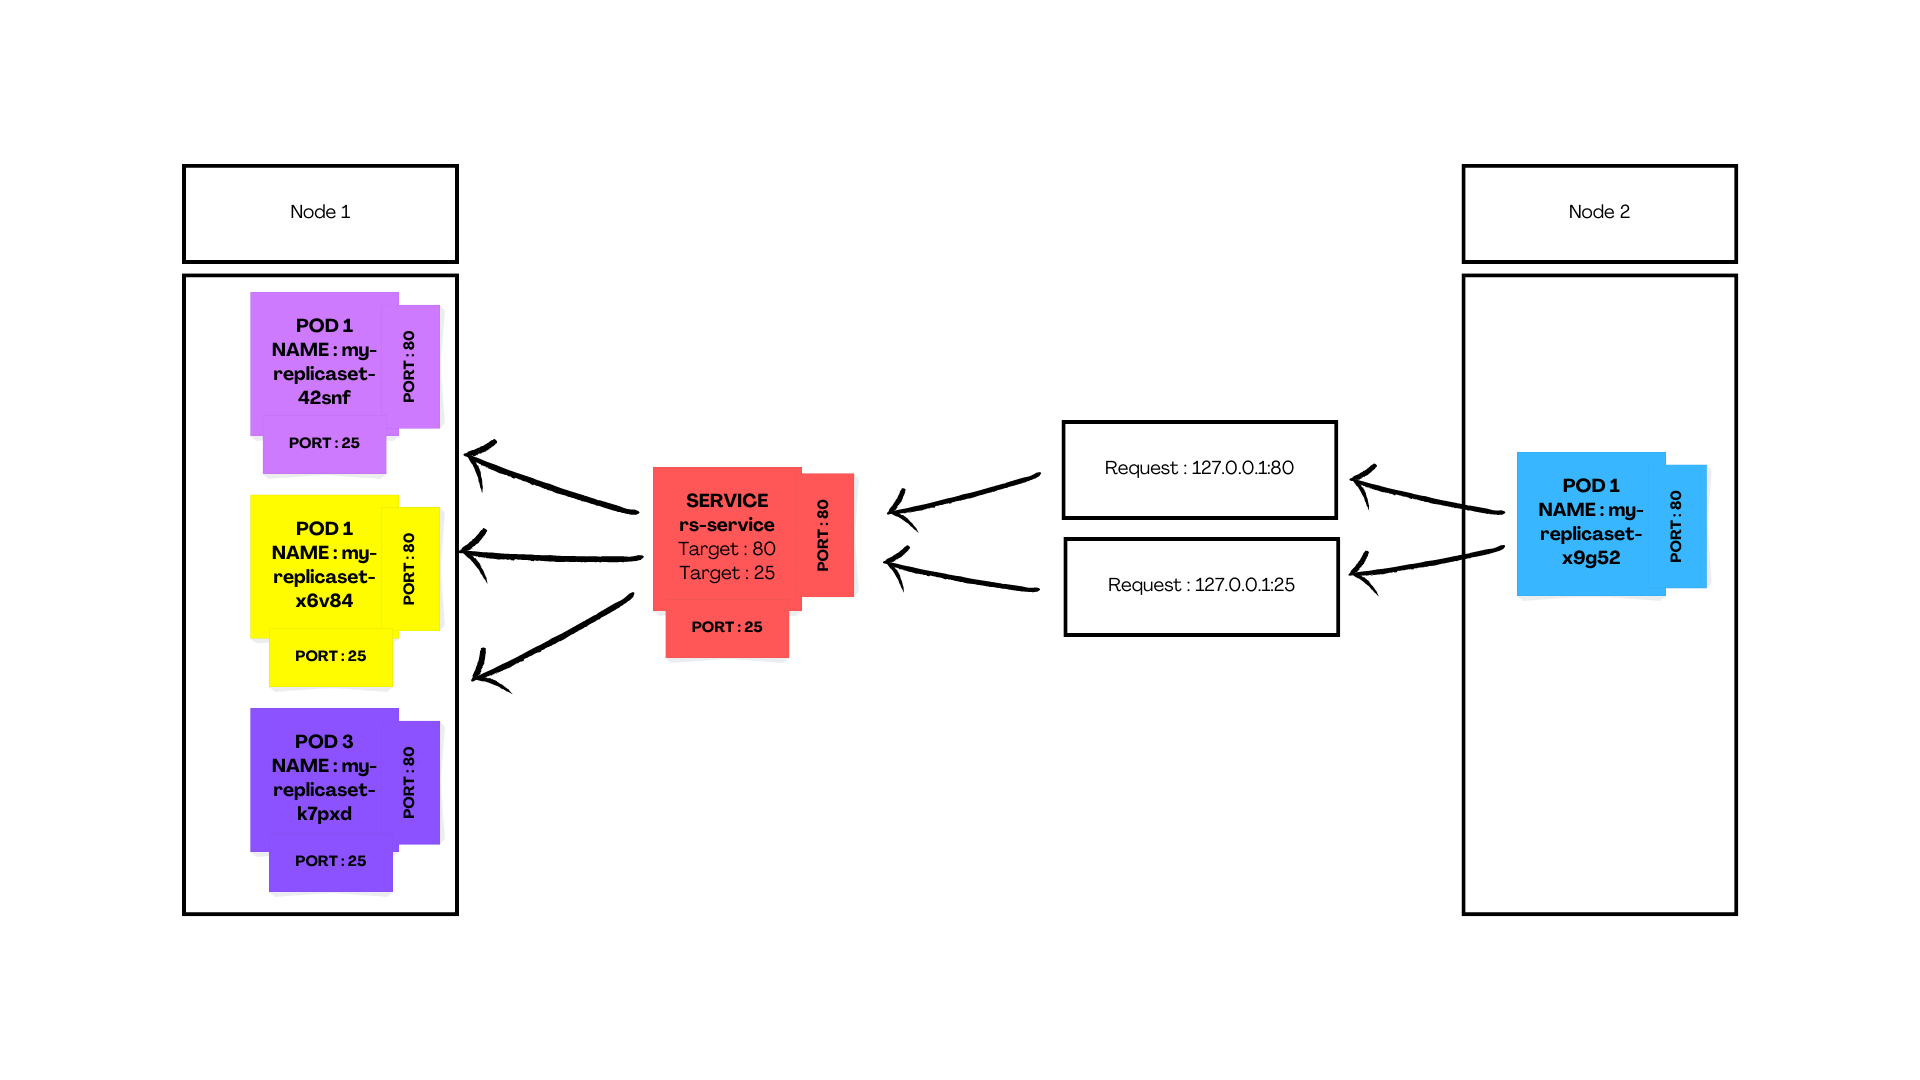 Node 1
POD 1
NAME : my-
replicaset-
42snf
PORT : 80
PORT : 25
POD 1
NAME : my-
replicaset-
x6v84
PORT : 80
PORT : 25
POD 3
NAME : my-
replicaset-
k7pxd
PORT : 80
PORT : 25
SERVICE
rs-service
Target : 80
Target : 25
PORT : 80
PORT : 25
Request : 127.0.0.1:80
Request : 127.0.0.1:25
Node 2
POD 1
NAME : my-
replicaset-
x9g52
PORT : 80